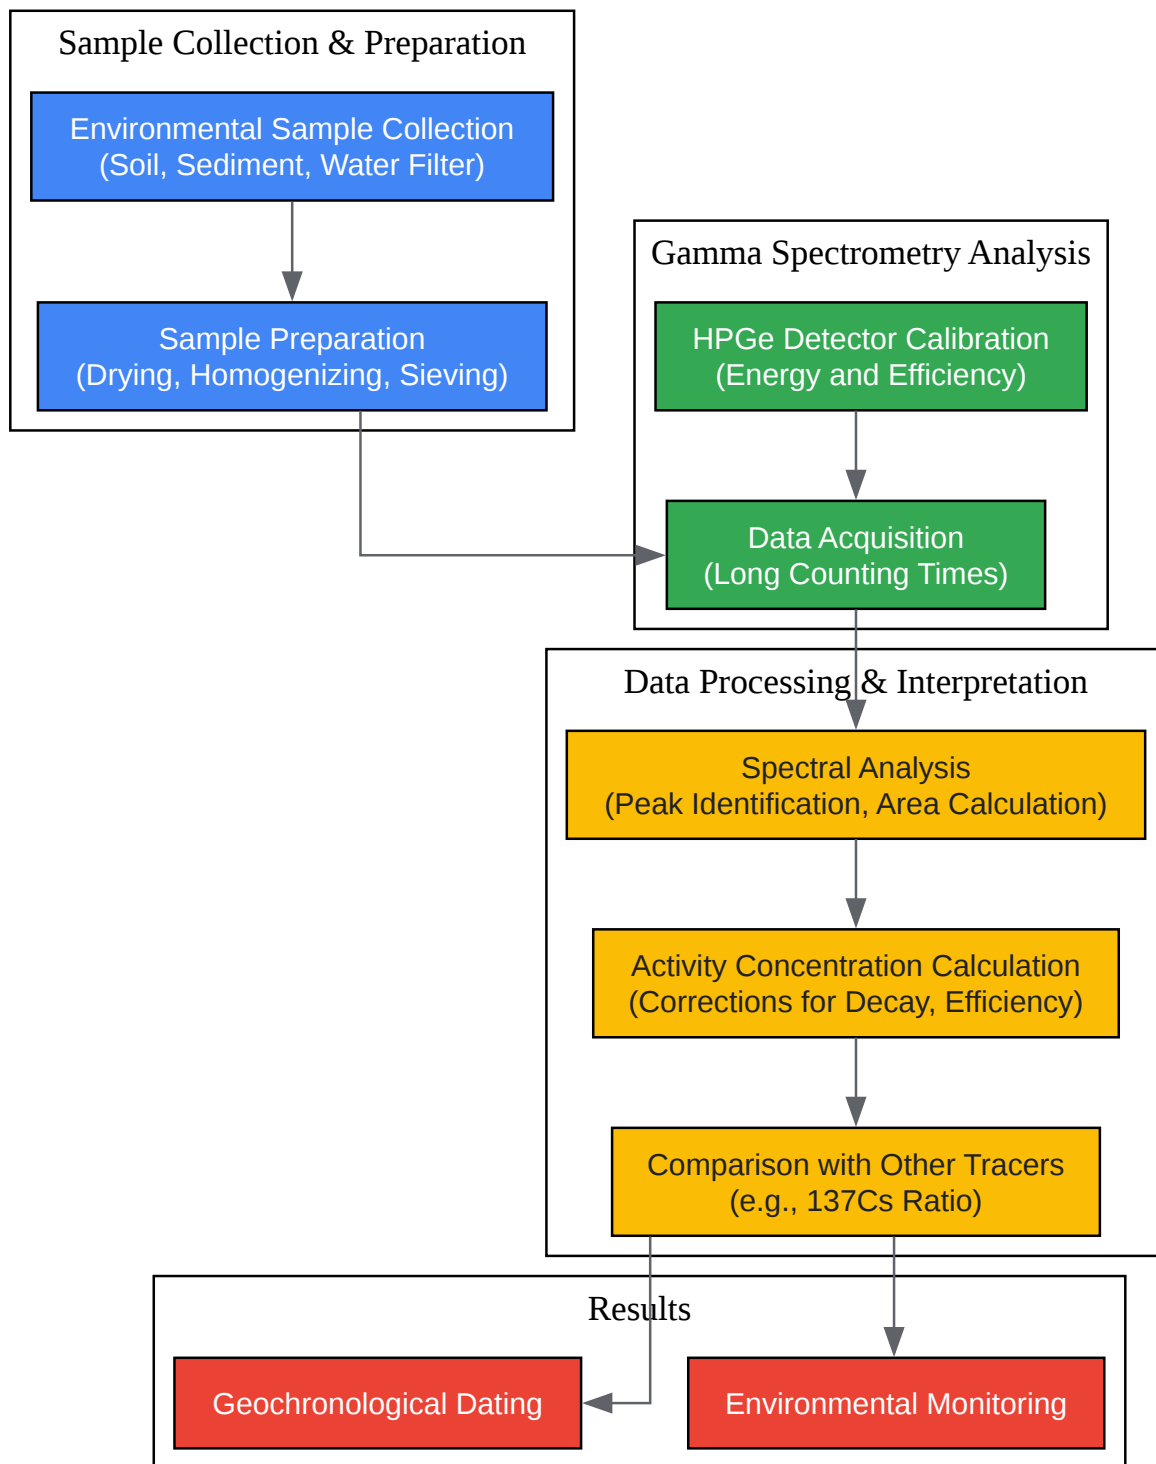 Sample Collection & Preparation
Environmental Sample Collection
(Soil, Sediment, Water Filter)
Sample Preparation
(Drying, Homogenizing, Sieving)
Gamma Spectrometry Analysis
HPGe Detector Calibration
(Energy and Efficiency)
Data Acquisition
(Long Counting Times)
Data Processing & Interpretation
Spectral Analysis
(Peak Identification, Area Calculation)
Activity Concentration Calculation
(Corrections for Decay, Efficiency)
Comparison with Other Tracers
(e.g., 137Cs Ratio)
Results
Geochronological Dating
Environmental Monitoring